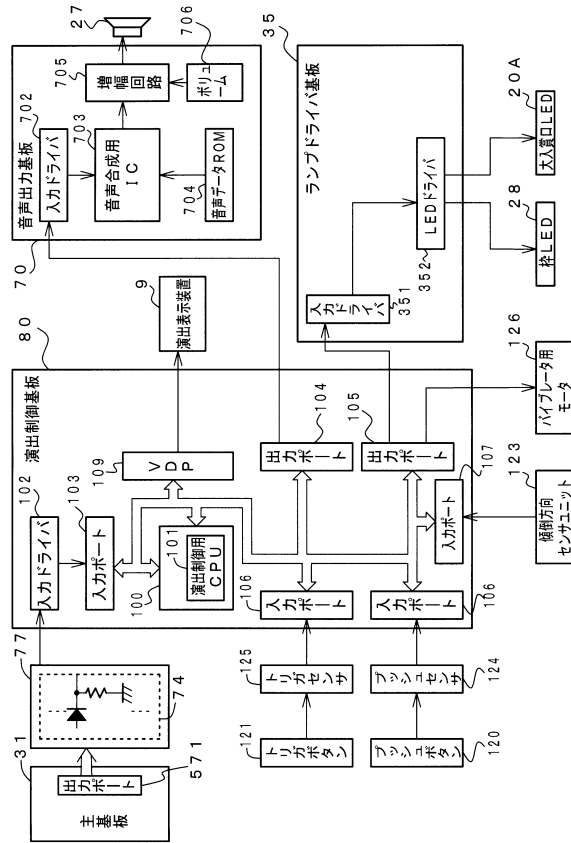 31
主基板
出力ポート
571
77
74
80
演出制御基板
102
入力ドライバ
103
入力ポート
109
VDP
100
101
演出制御用
CPU
104
出力ポート
105
出力ポート
106
入力ポート
106
入力ポート
107
入力ポート
125
トリガセンサ
124
プッシュセンサ
121
トリガボタン
120
プッシュボタン
123
傾倒方向
センサユニット
126
バイブレータ用
モータ
9
演出表示装置
70
音声出力基板
702
入力ドライバ
703
音声合成用
IC
704
音声データROM
705
増幅
回路
706
ボリュ
ーム
27
35
ランプドライバ基板
入力ドライバ
351
352
LEDドライバ
28
枠LED
20A
大入賞口LED